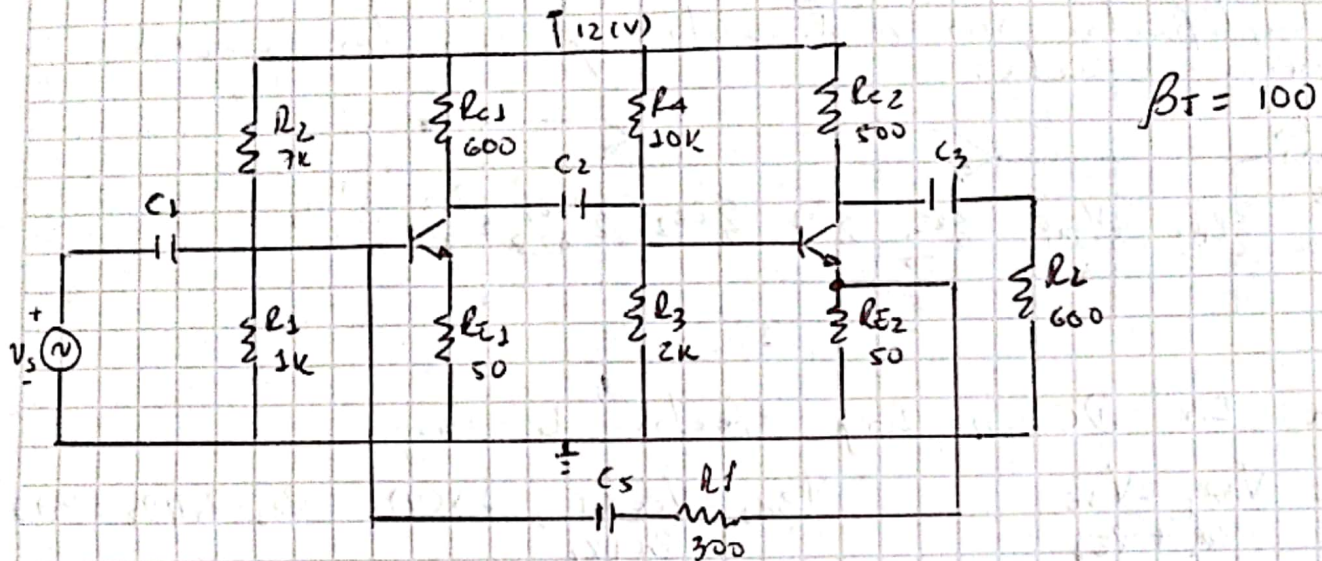 12(V)
R2
7K
RC1
600
R4
10K
RC2
500
βT = 100
C1
C2
C3
+
vs
-
R1
1K
RE1
50
R3
2K
RE2
50
RL
600
C5
Rf
300